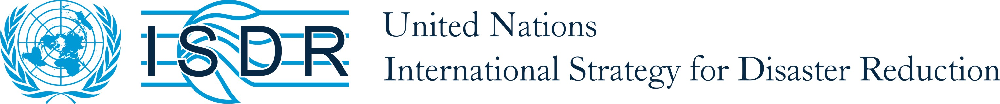 ISDR
United Nations
International Strategy for Disaster Reduction